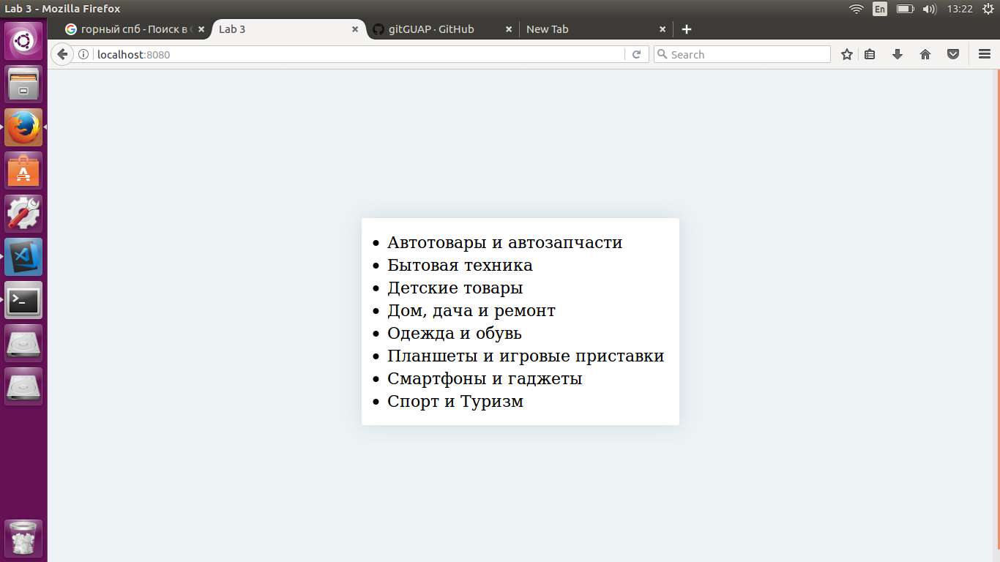 Lab 3 - Mozilla Firefox
En
13:22
горный спб - Поиск в
Lab 3
gitGUAP · GitHub
New Tab
localhost:8080
Search
Автотовары и автозапчасти
Бытовая техника
Детские товары
Дом, дача и ремонт
Одежда и обувь
Планшеты и игровые приставки
Смартфоны и гаджеты
Спорт и Туризм